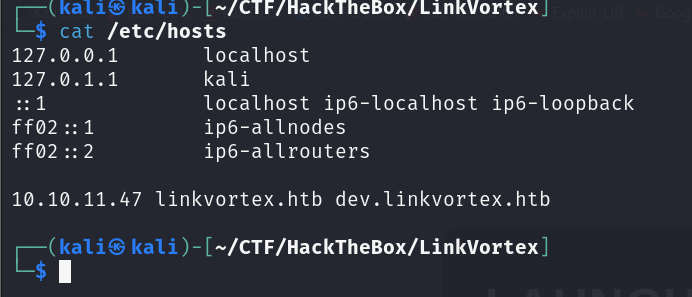 ┌──(kali㉿kali)-[~/CTF/HackTheBox/LinkVortex]
└─$ cat /etc/hosts
127.0.0.1       localhost
127.0.1.1       kali
::1             localhost ip6-localhost ip6-loopback
ff02::1         ip6-allnodes
ff02::2         ip6-allrouters

10.10.11.47 linkvortex.htb dev.linkvortex.htb

┌──(kali㉿kali)-[~/CTF/HackTheBox/LinkVortex]
└─$